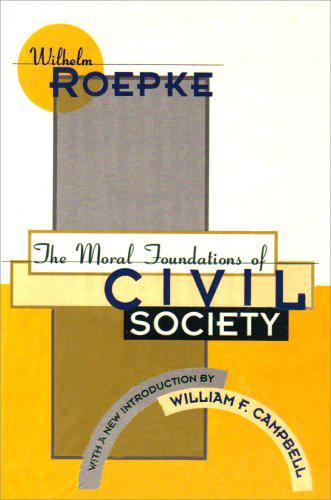 Wilhelm
ROEPKE
The Moral Foundations of
CIVIL
SOCIETY
WITH A NEW INTRODUCTION BY
WILLIAM F. CAMPBELL